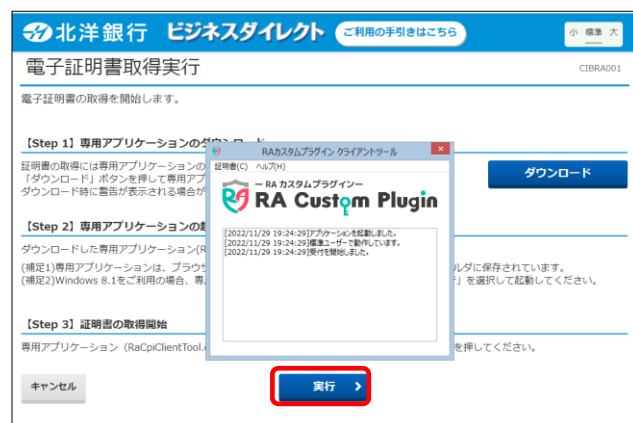 北洋銀行 ビジネスダイレクト ご利用の手引きはこちら 小 標準 大
電子証明書取得実行 CIBRA001
電子証明書の取得を開始します。
【Step 1】専用アプリケーションのダウンロード
証明書の取得には専用アプリケーションの
「ダウンロード」ボタンを押して専用アプ
ダウンロード時に警告が表示される場合が
ダウンロード
RAカスタムプラグイン クライアントツール
証明書(C) ヘルプ(H)
RA カスタムプラグイン
RA Custom Plugin
[2022/11/29 19:24:29]アプリケーションを起動しました。
[2022/11/29 19:24:29]標準ユーザーで動作しています。
[2022/11/29 19:24:29]受付を開始しました。
【Step 2】専用アプリケーションの
ダウンロードした専用アプリケーション(R
(補足1)専用アプリケーションは、ブラウ ルダに保存されています。
(補足2)Windows 8.1をご利用の場合、専 」を選択して起動してください。
【Step 3】証明書の取得開始
専用アプリケーション（RaCpiClientTool. を押してください。
キャンセル 実行